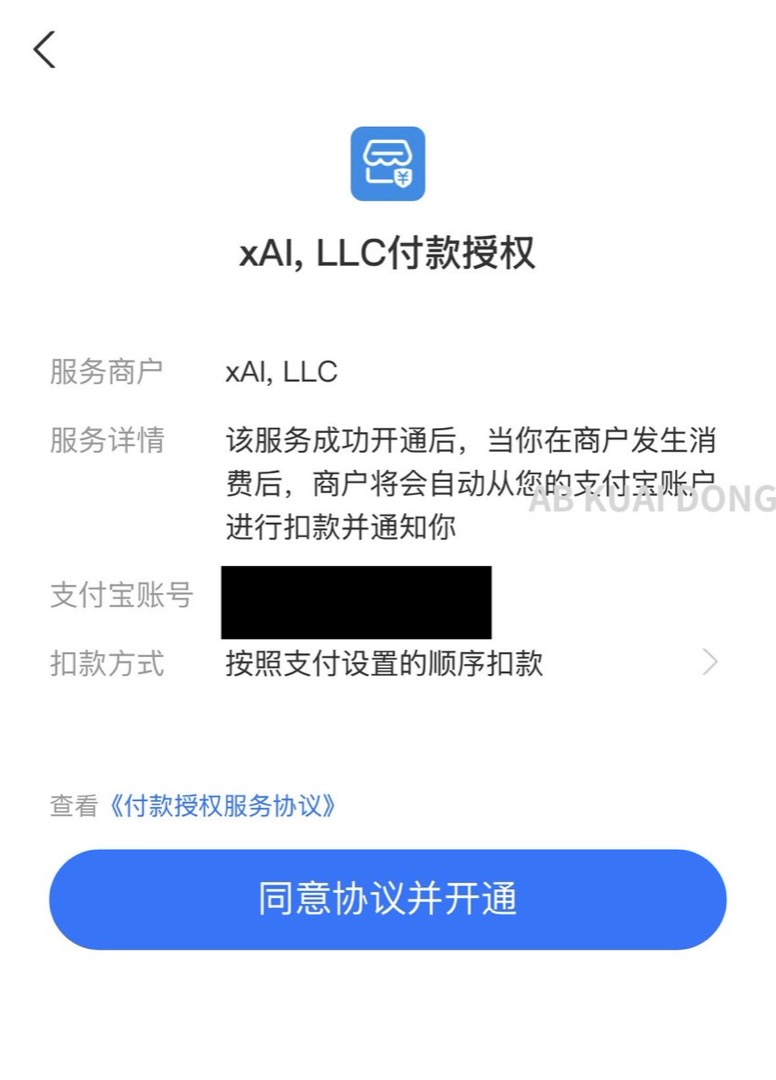 xAI, LLC付款授权
服务商户 xAI, LLC
服务详情 该服务成功开通后，当你在商户发生消
费后，商户将会自动从您的支付宝账户
AB KUAI DONG
进行扣款并通知你
支付宝账号
扣款方式 按照支付设置的顺序扣款
查看《付款授权服务协议》
同意协议并开通